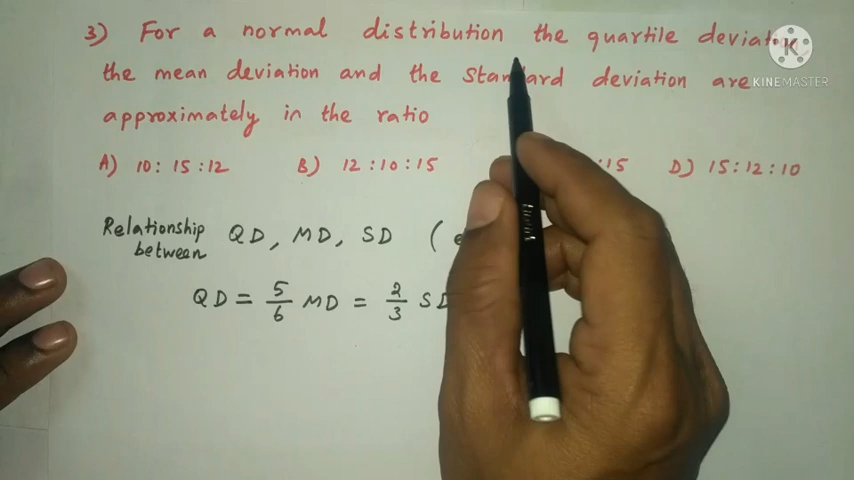 3) For a normal distribution the quartile
the mean deviation and the Standard deviation are
approximately in the ratio
A) 10 : 15 : 12 B) 12 : 10 : 15 : 15 D) 15 : 12 : 10
Relationship QD, MD, SD (
between
QD = 5/6 MD = 2/3 SD
K
KINEMASTER